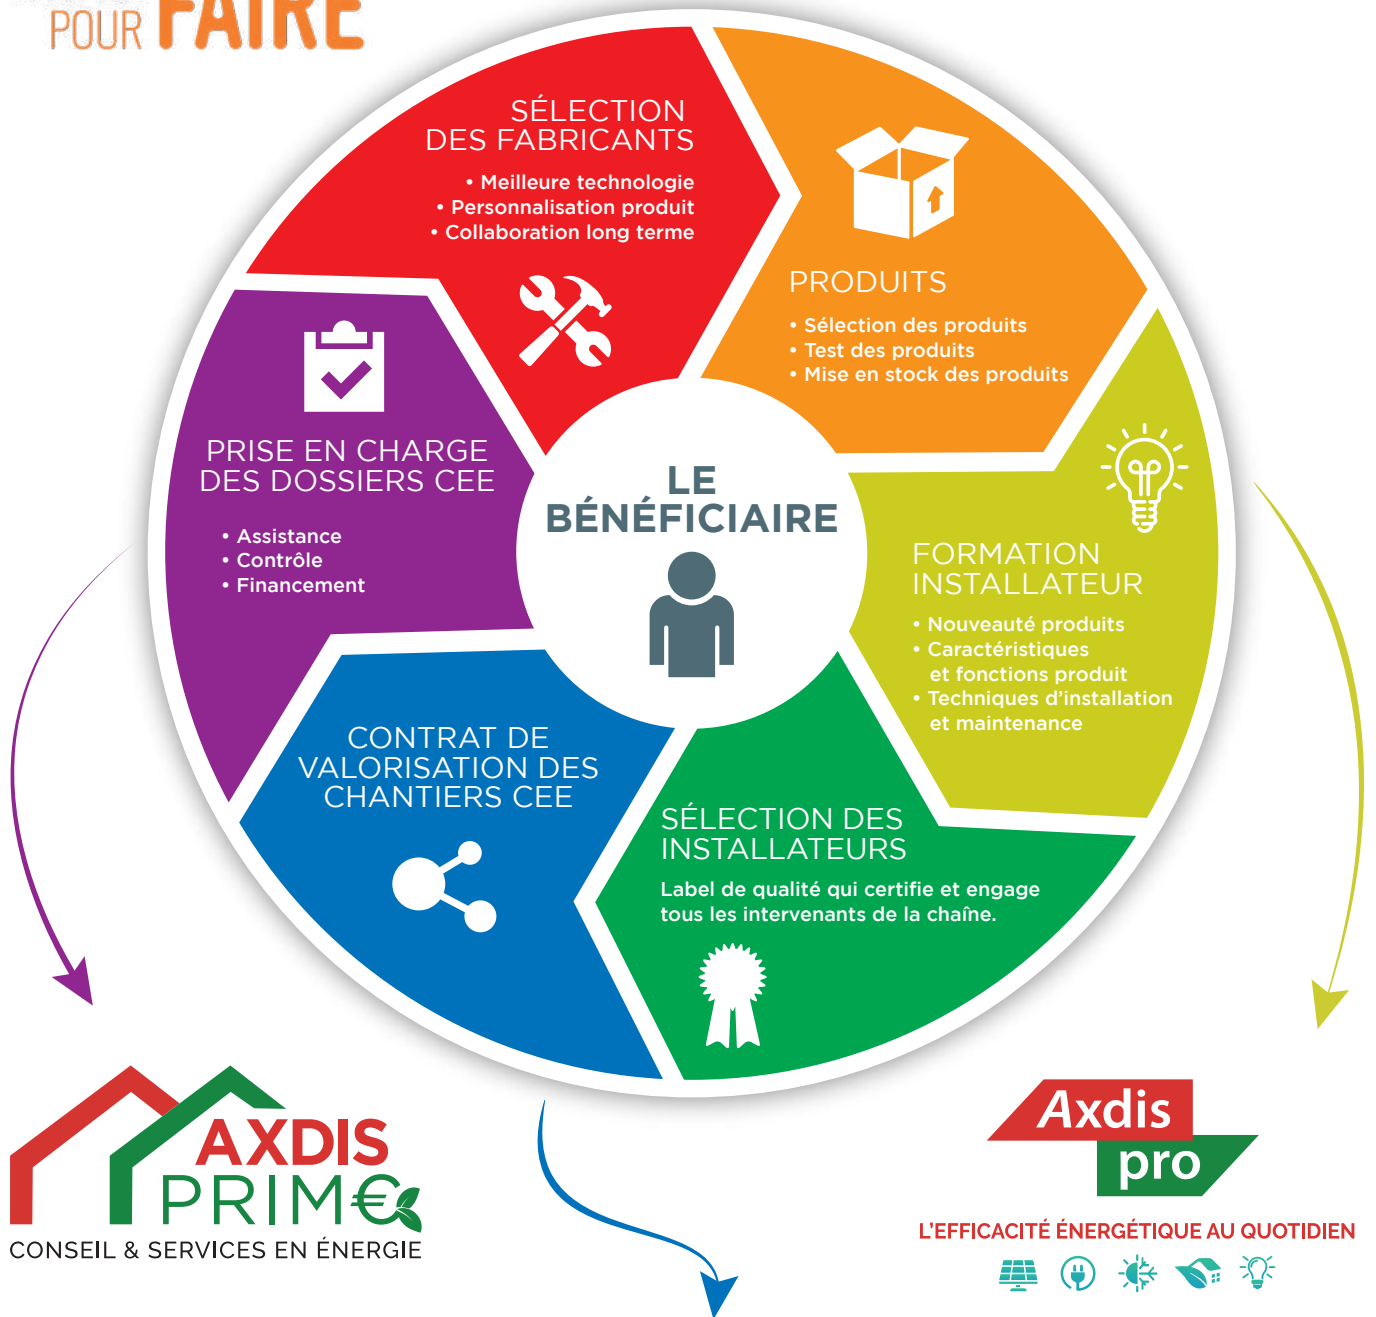 POUR FAIRE
SÉLECTION
DES FABRICANTS
• Meilleure technologie
• Personnalisation produit
• Collaboration long terme
PRODUITS
• Sélection des produits
• Test des produits
• Mise en stock des produits
FORMATION
INSTALLATEUR
• Nouveauté produits
• Caractéristiques
et fonctions produit
• Techniques d'installation
et maintenance
SÉLECTION DES
INSTALLATEURS
Label de qualité qui certifie et engage
tous les intervenants de la chaîne.
CONTRAT DE
VALORISATION DES
CHANTIERS CEE
PRISE EN CHARGE
DES DOSSIERS CEE
• Assistance
• Contrôle
• Financement
LE
BÉNÉFICIAIRE
AXDIS
PRIM€
CONSEIL & SERVICES EN ÉNERGIE
Axdis
pro
L'EFFICACITÉ ÉNERGÉTIQUE AU QUOTIDIEN